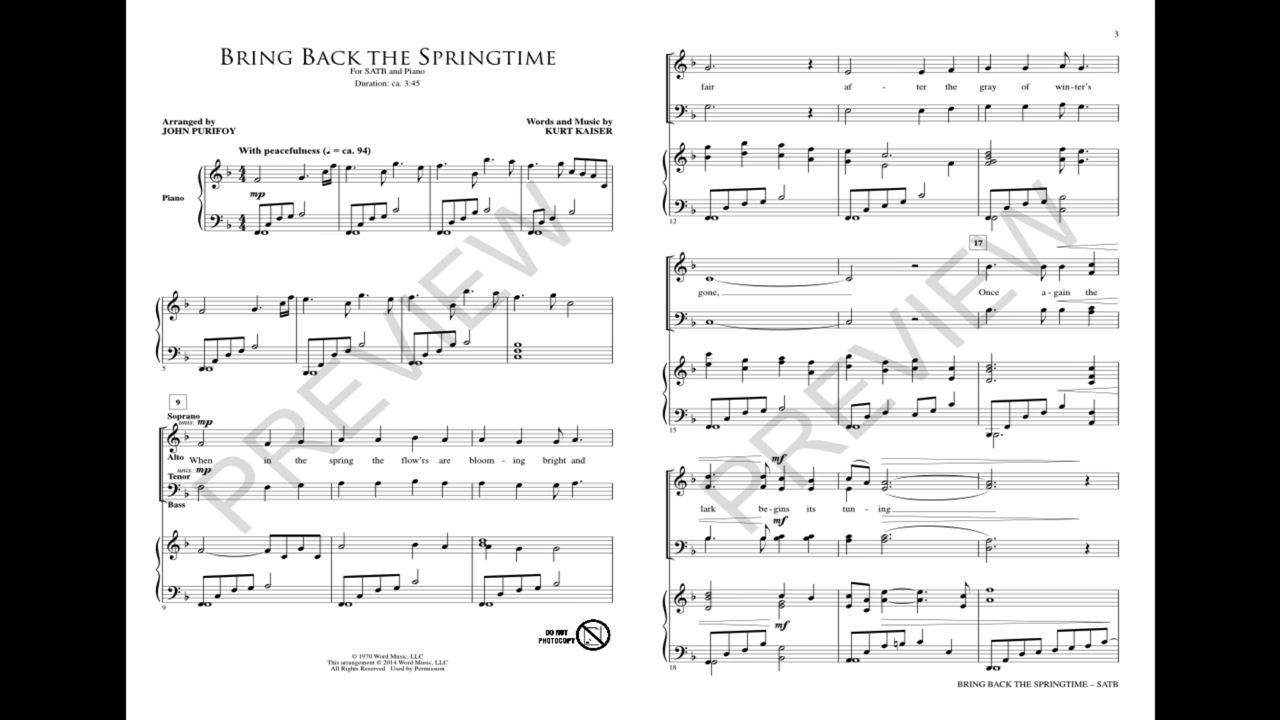 BRING BACK THE SPRINGTIME
For SATB and Piano
Duration: ca. 3:45
Arranged by
JOHN PURIFOY
Words and Music by
KURT KAISER
With peacefulness (♩ = ca. 94)
4
4
Piano
mp
4
4
5
9
Soprano
unis. mp
Alto
When in the spring the flow'rs are bloom - ing bright and
Tenor
unis. mp
Bass
9
DO NOT
PHOTOCOPY
© 1970 Word Music, LLC
This arrangement © 2014 Word Music, LLC
All Rights Reserved Used by Permission
PREVIEW
3
fair af - ter the gray of win-ter's
12
17
gone, Once a - gain the
15
mf
lark be-gins its tun - ing
mf
mf
18
BRING BACK THE SPRINGTIME – SATB
PREVIEW